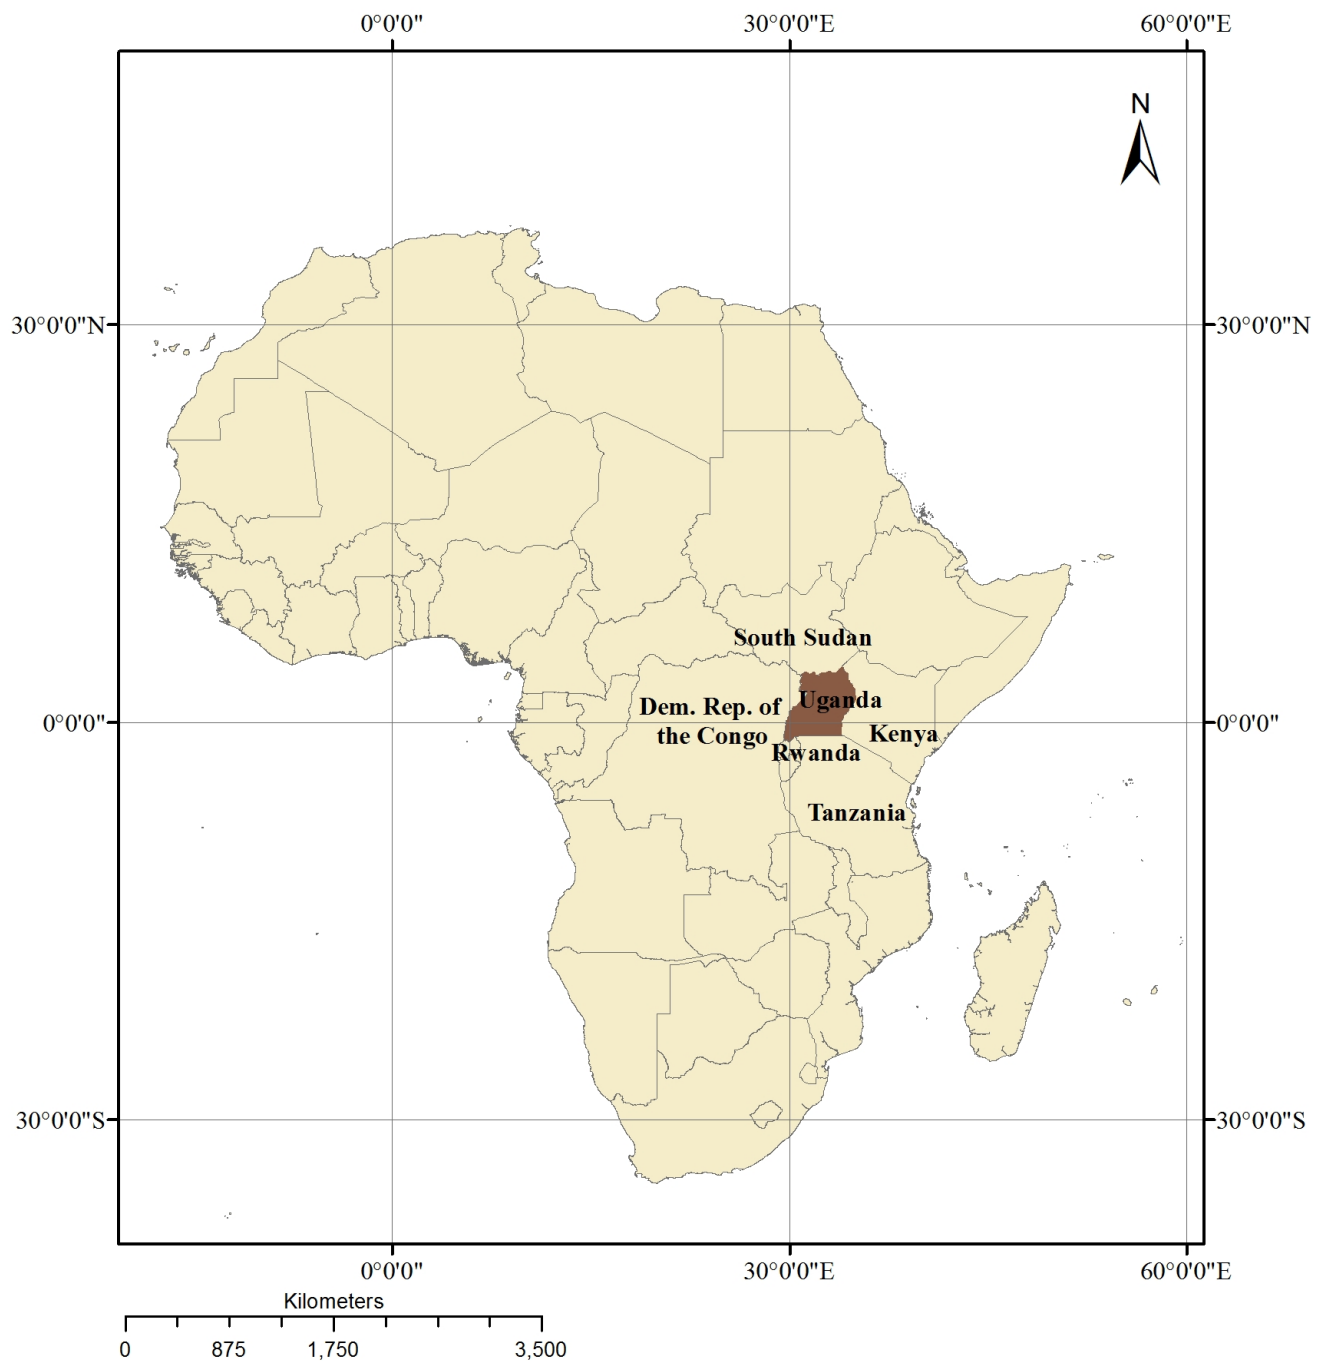 0°0'0" 30°0'0"E 60°0'0"E
N
30°0'0"N 30°0'0"N
South Sudan
Uganda
Dem. Rep. of
the Congo
0°0'0" 0°0'0"
Kenya
Rwanda
Tanzania
30°0'0"S 30°0'0"S
0°0'0" 30°0'0"E 60°0'0"E
Kilometers
0 875 1,750 3,500